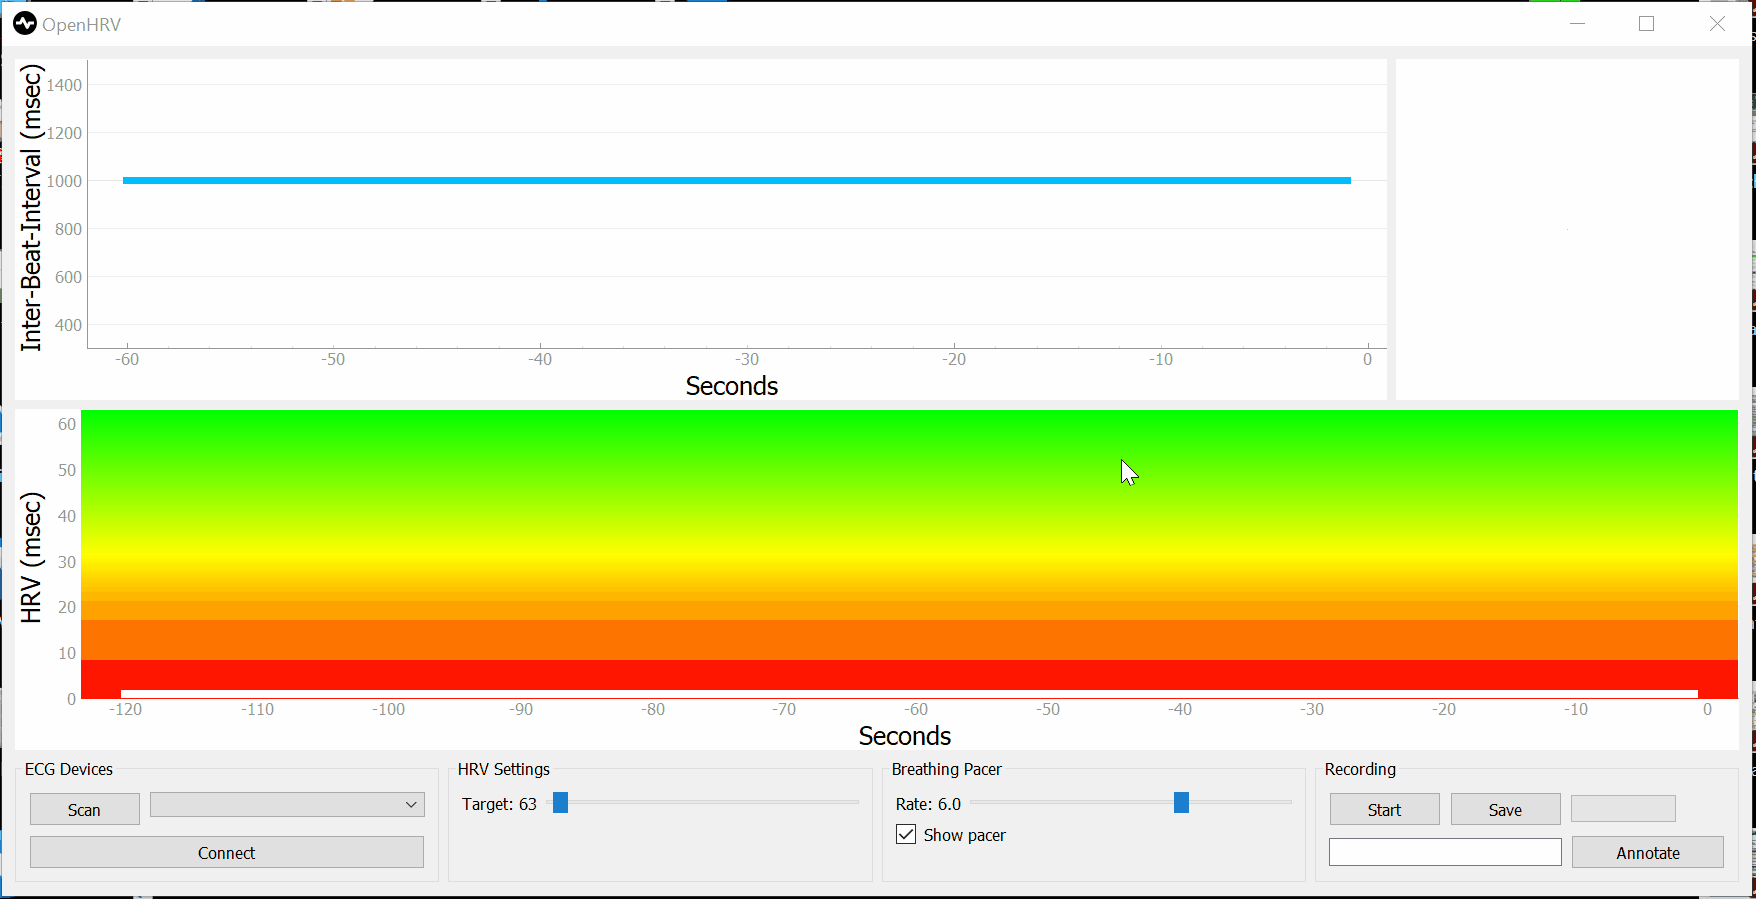 OpenHRV
Inter-Beat-Interval (msec)
1400
1200
1000
800
600
400
-60 -50 -40 -30 -20 -10 0
Seconds
HRV (msec)
60
50
40
30
20
10
0
-120 -110 -100 -90 -80 -70 -60 -50 -40 -30 -20 -10 0
Seconds
ECG Devices
Scan
Connect
HRV Settings
Target: 63
Breathing Pacer
Rate: 6.0
Show pacer
Recording
Start Save
Annotate